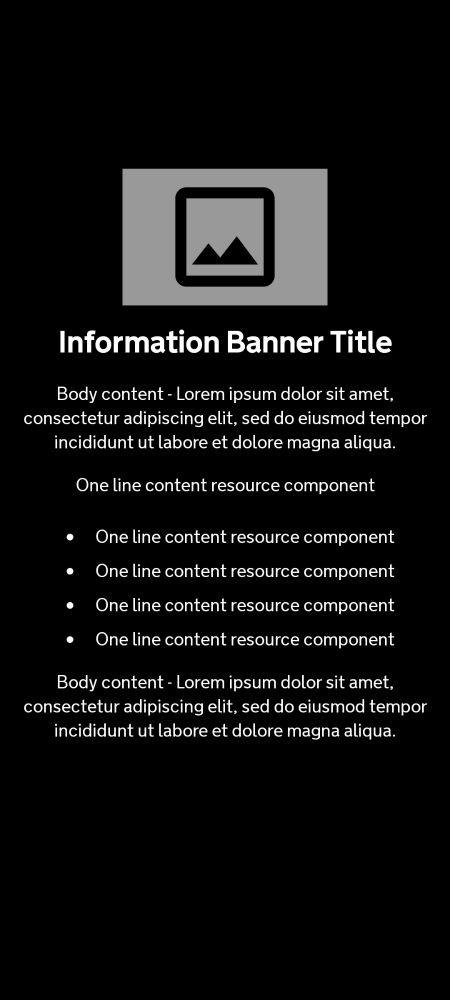 Information Banner Title
Body content - Lorem ipsum dolor sit amet,
consectetur adipiscing elit, sed do eiusmod tempor
incididunt ut labore et dolore magna aliqua.
One line content resource component
• One line content resource component
• One line content resource component
• One line content resource component
• One line content resource component
Body content - Lorem ipsum dolor sit amet,
consectetur adipiscing elit, sed do eiusmod tempor
incididunt ut labore et dolore magna aliqua.